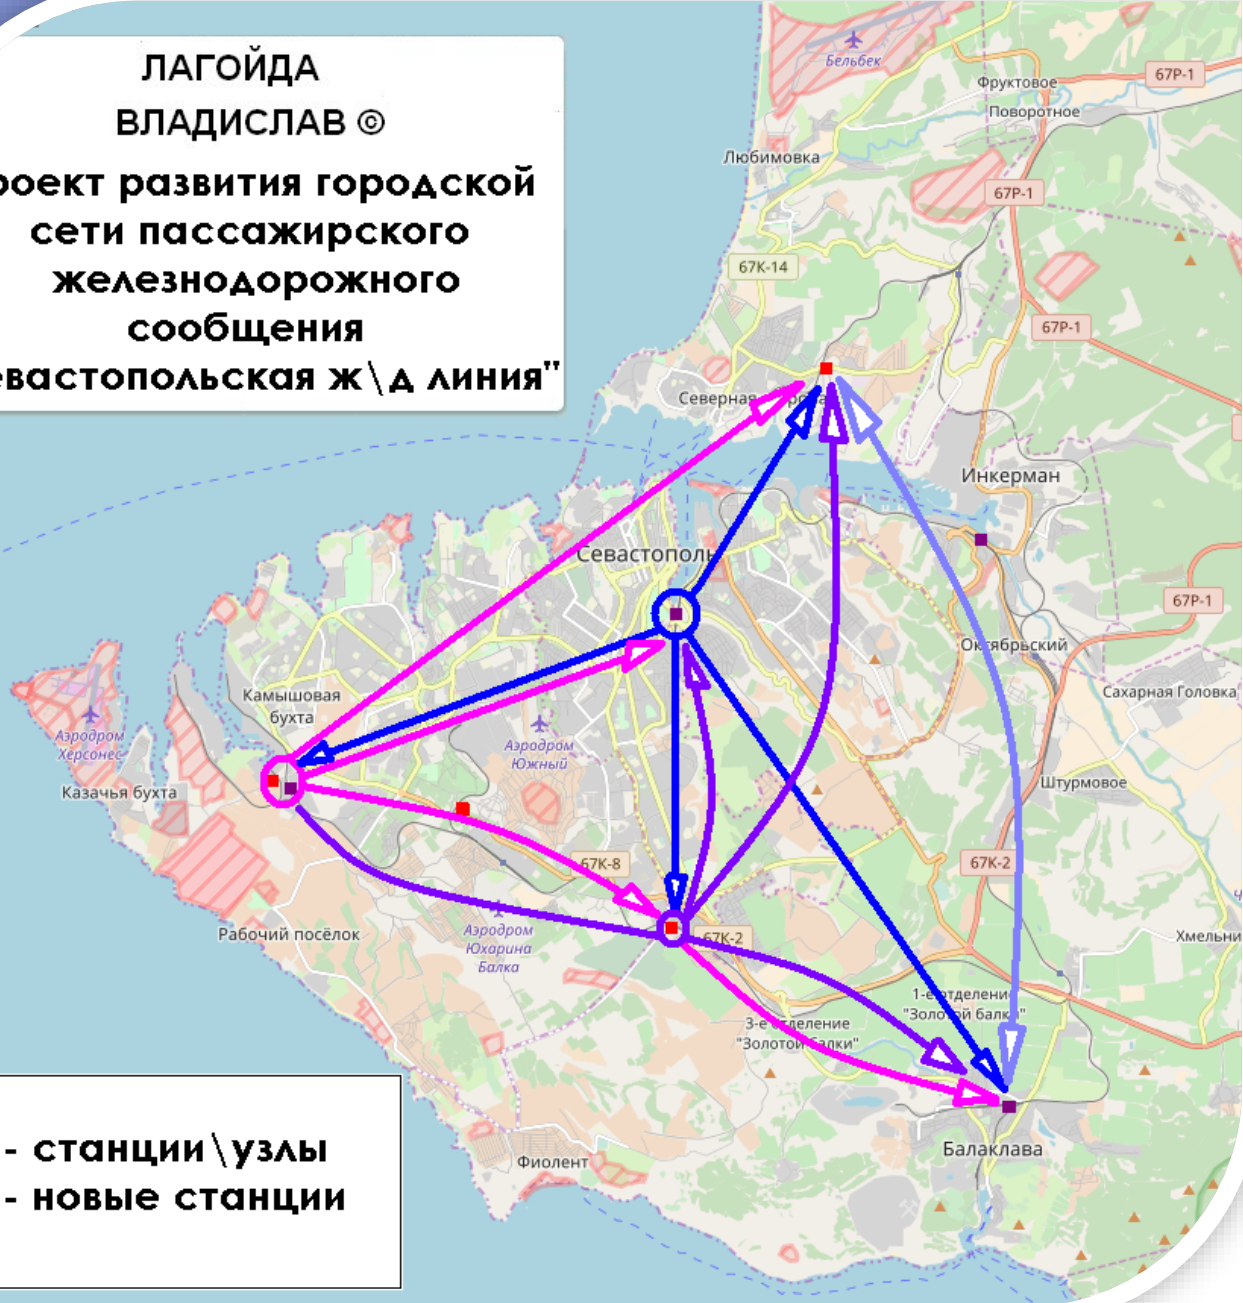 ЛАГОЙДА
ВЛАДИСЛАВ ©
роект развития городской
сети пассажирского
железнодорожного
сообщения
евастопольская ж\д линия"
Бельбек
67Р-1
Фруктовое
Поворотное
Любимовка
67Р-1
67К-14
67Р-1
Северная
Инкерман
Севастополь
67Р-1
Октябрьский
Сахарная Головка
Камышовая
бухта
Аэродром
Херсонес
Аэродром
Южный
Казачья бухта
Штурмовое
67К-8
67К-2
Рабочий посёлок
Аэродром
Юхарина
Балка
67К-2
Хмельни
1-е отделение
"Золотой балки"
3-е отделение
"Золотой балки"
Балаклава
Фиолент
- станции\узлы
- новые станции